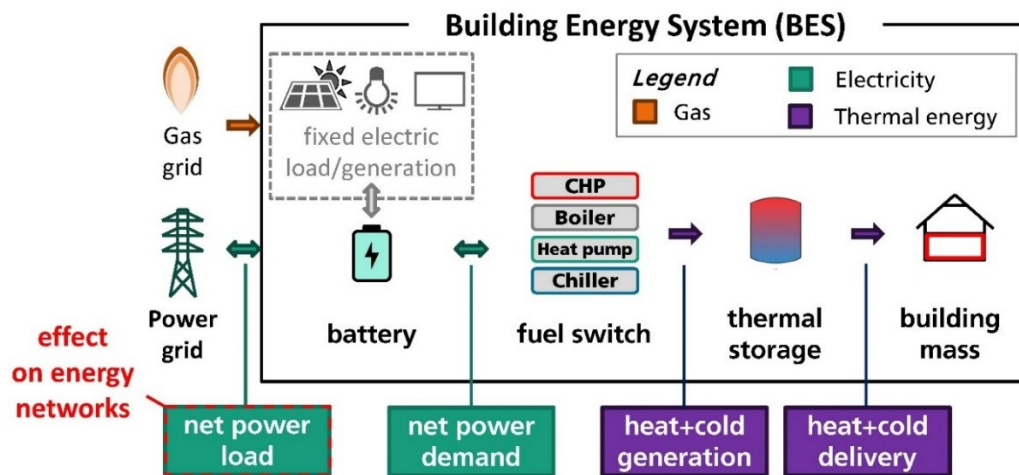 Building Energy System (BES)
Legend
Gas
Electricity
Thermal energy
Gas
grid
fixed electric
load/generation
CHP
Boiler
Heat pump
Chiller
Power
grid
battery
fuel switch
thermal
storage
building
mass
effect
on energy
networks
net power
load
net power
demand
heat+cold
generation
heat+cold
delivery